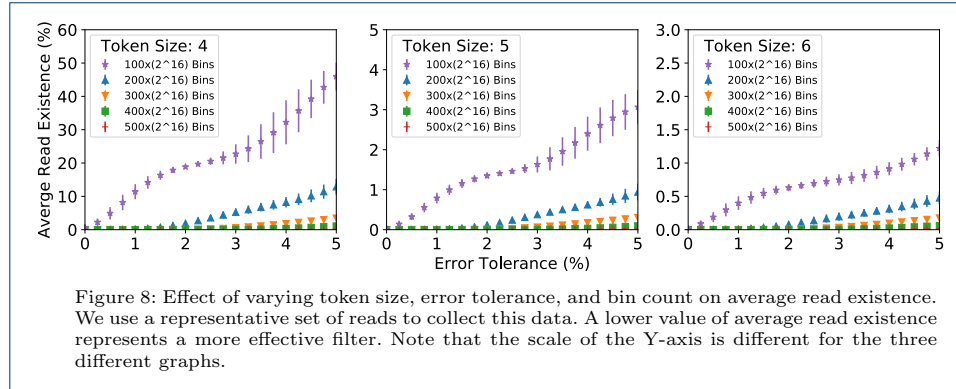 Averge Read Existence (%)
60
50
40
30
20
10
0
Token Size: 4
100x(2^16) Bins
200x(2^16) Bins
300x(2^16) Bins
400x(2^16) Bins
500x(2^16) Bins
0 1 2 3 4 5
5
4
3
2
1
0
Token Size: 5
100x(2^16) Bins
200x(2^16) Bins
300x(2^16) Bins
400x(2^16) Bins
500x(2^16) Bins
0 1 2 3 4 5
Error Tolerance (%)
3.0
2.5
2.0
1.5
1.0
0.5
0.0
Token Size: 6
100x(2^16) Bins
200x(2^16) Bins
300x(2^16) Bins
400x(2^16) Bins
500x(2^16) Bins
0 1 2 3 4 5
Figure 8: Effect of varying token size, error tolerance, and bin count on average read existence.
We use a representative set of reads to collect this data. A lower value of average read existence
represents a more effective filter. Note that the scale of the Y-axis is different for the three
different graphs.